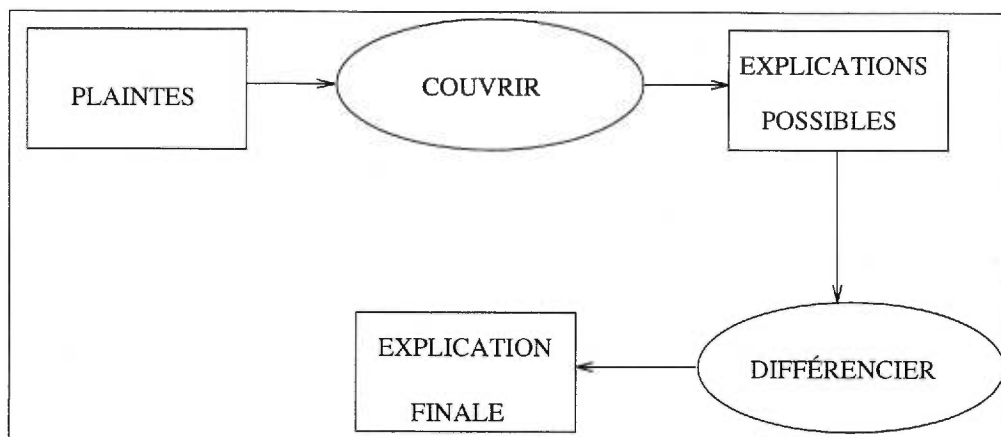 PLAINTES
COUVRIR
EXPLICATIONS
POSSIBLES
DIFFÉRENCIER
EXPLICATION
FINALE